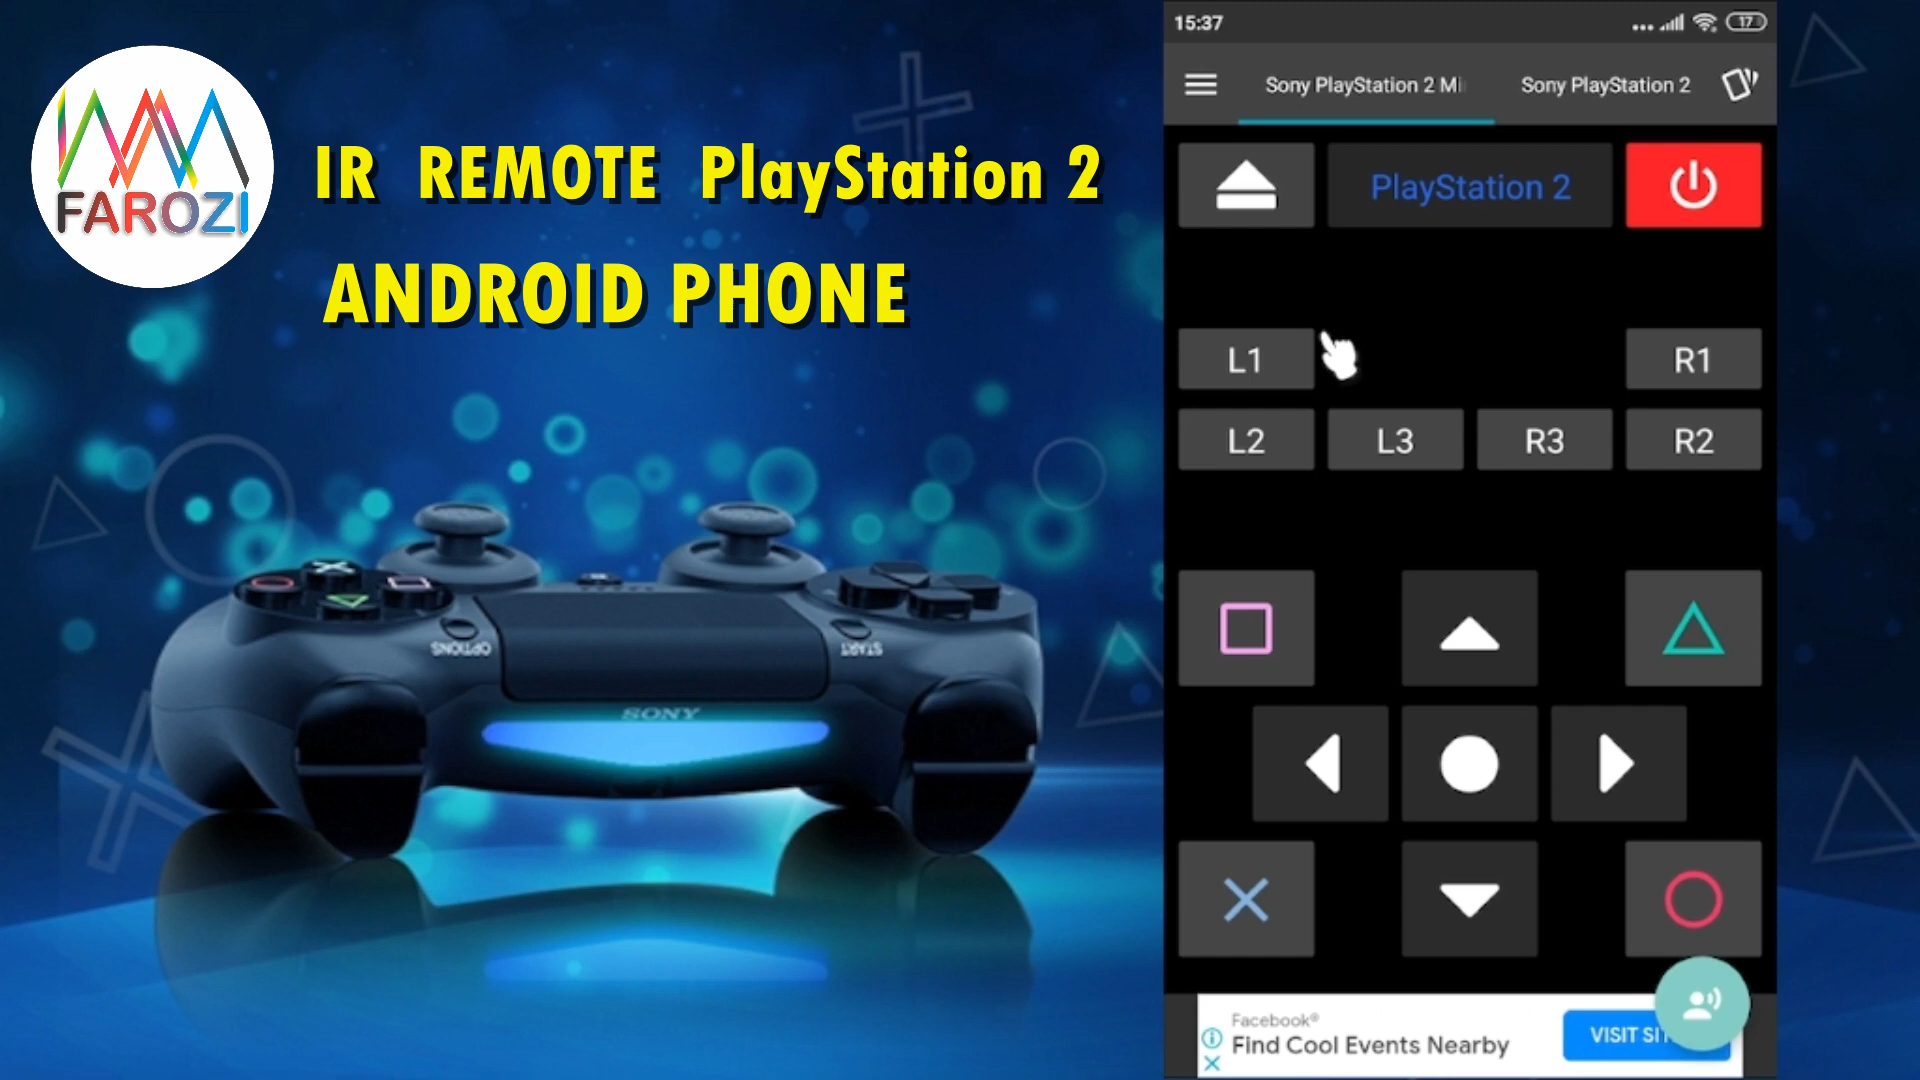 FAROZI
IR REMOTE PlayStation 2
ANDROID PHONE
OPTIONS
START
SONY
15:37
17
Sony PlayStation 2 Mi
Sony PlayStation 2
PlayStation 2
L1
R1
L2
L3
R3
R2
Facebook®
Find Cool Events Nearby
VISIT SI